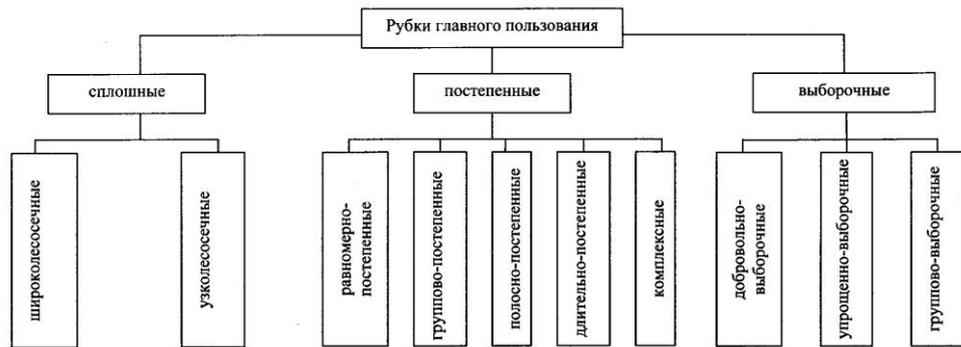 Рубки главного пользования
сплошные
постепенные
выборочные
широколесосечные
узколесосечные
равномерно-
постепенные
группово-постепенные
полосно-постепенные
длительно-постепенные
комплексные
добровольно-
выборочные
упрощенно-выборочные
группово-выборочные